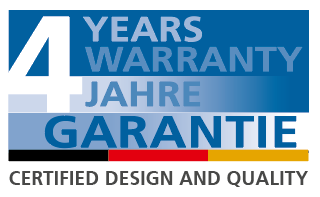 4 YEARS
WARRANTY
JAHRE
GARANTIE
CERTIFIED DESIGN AND QUALITY